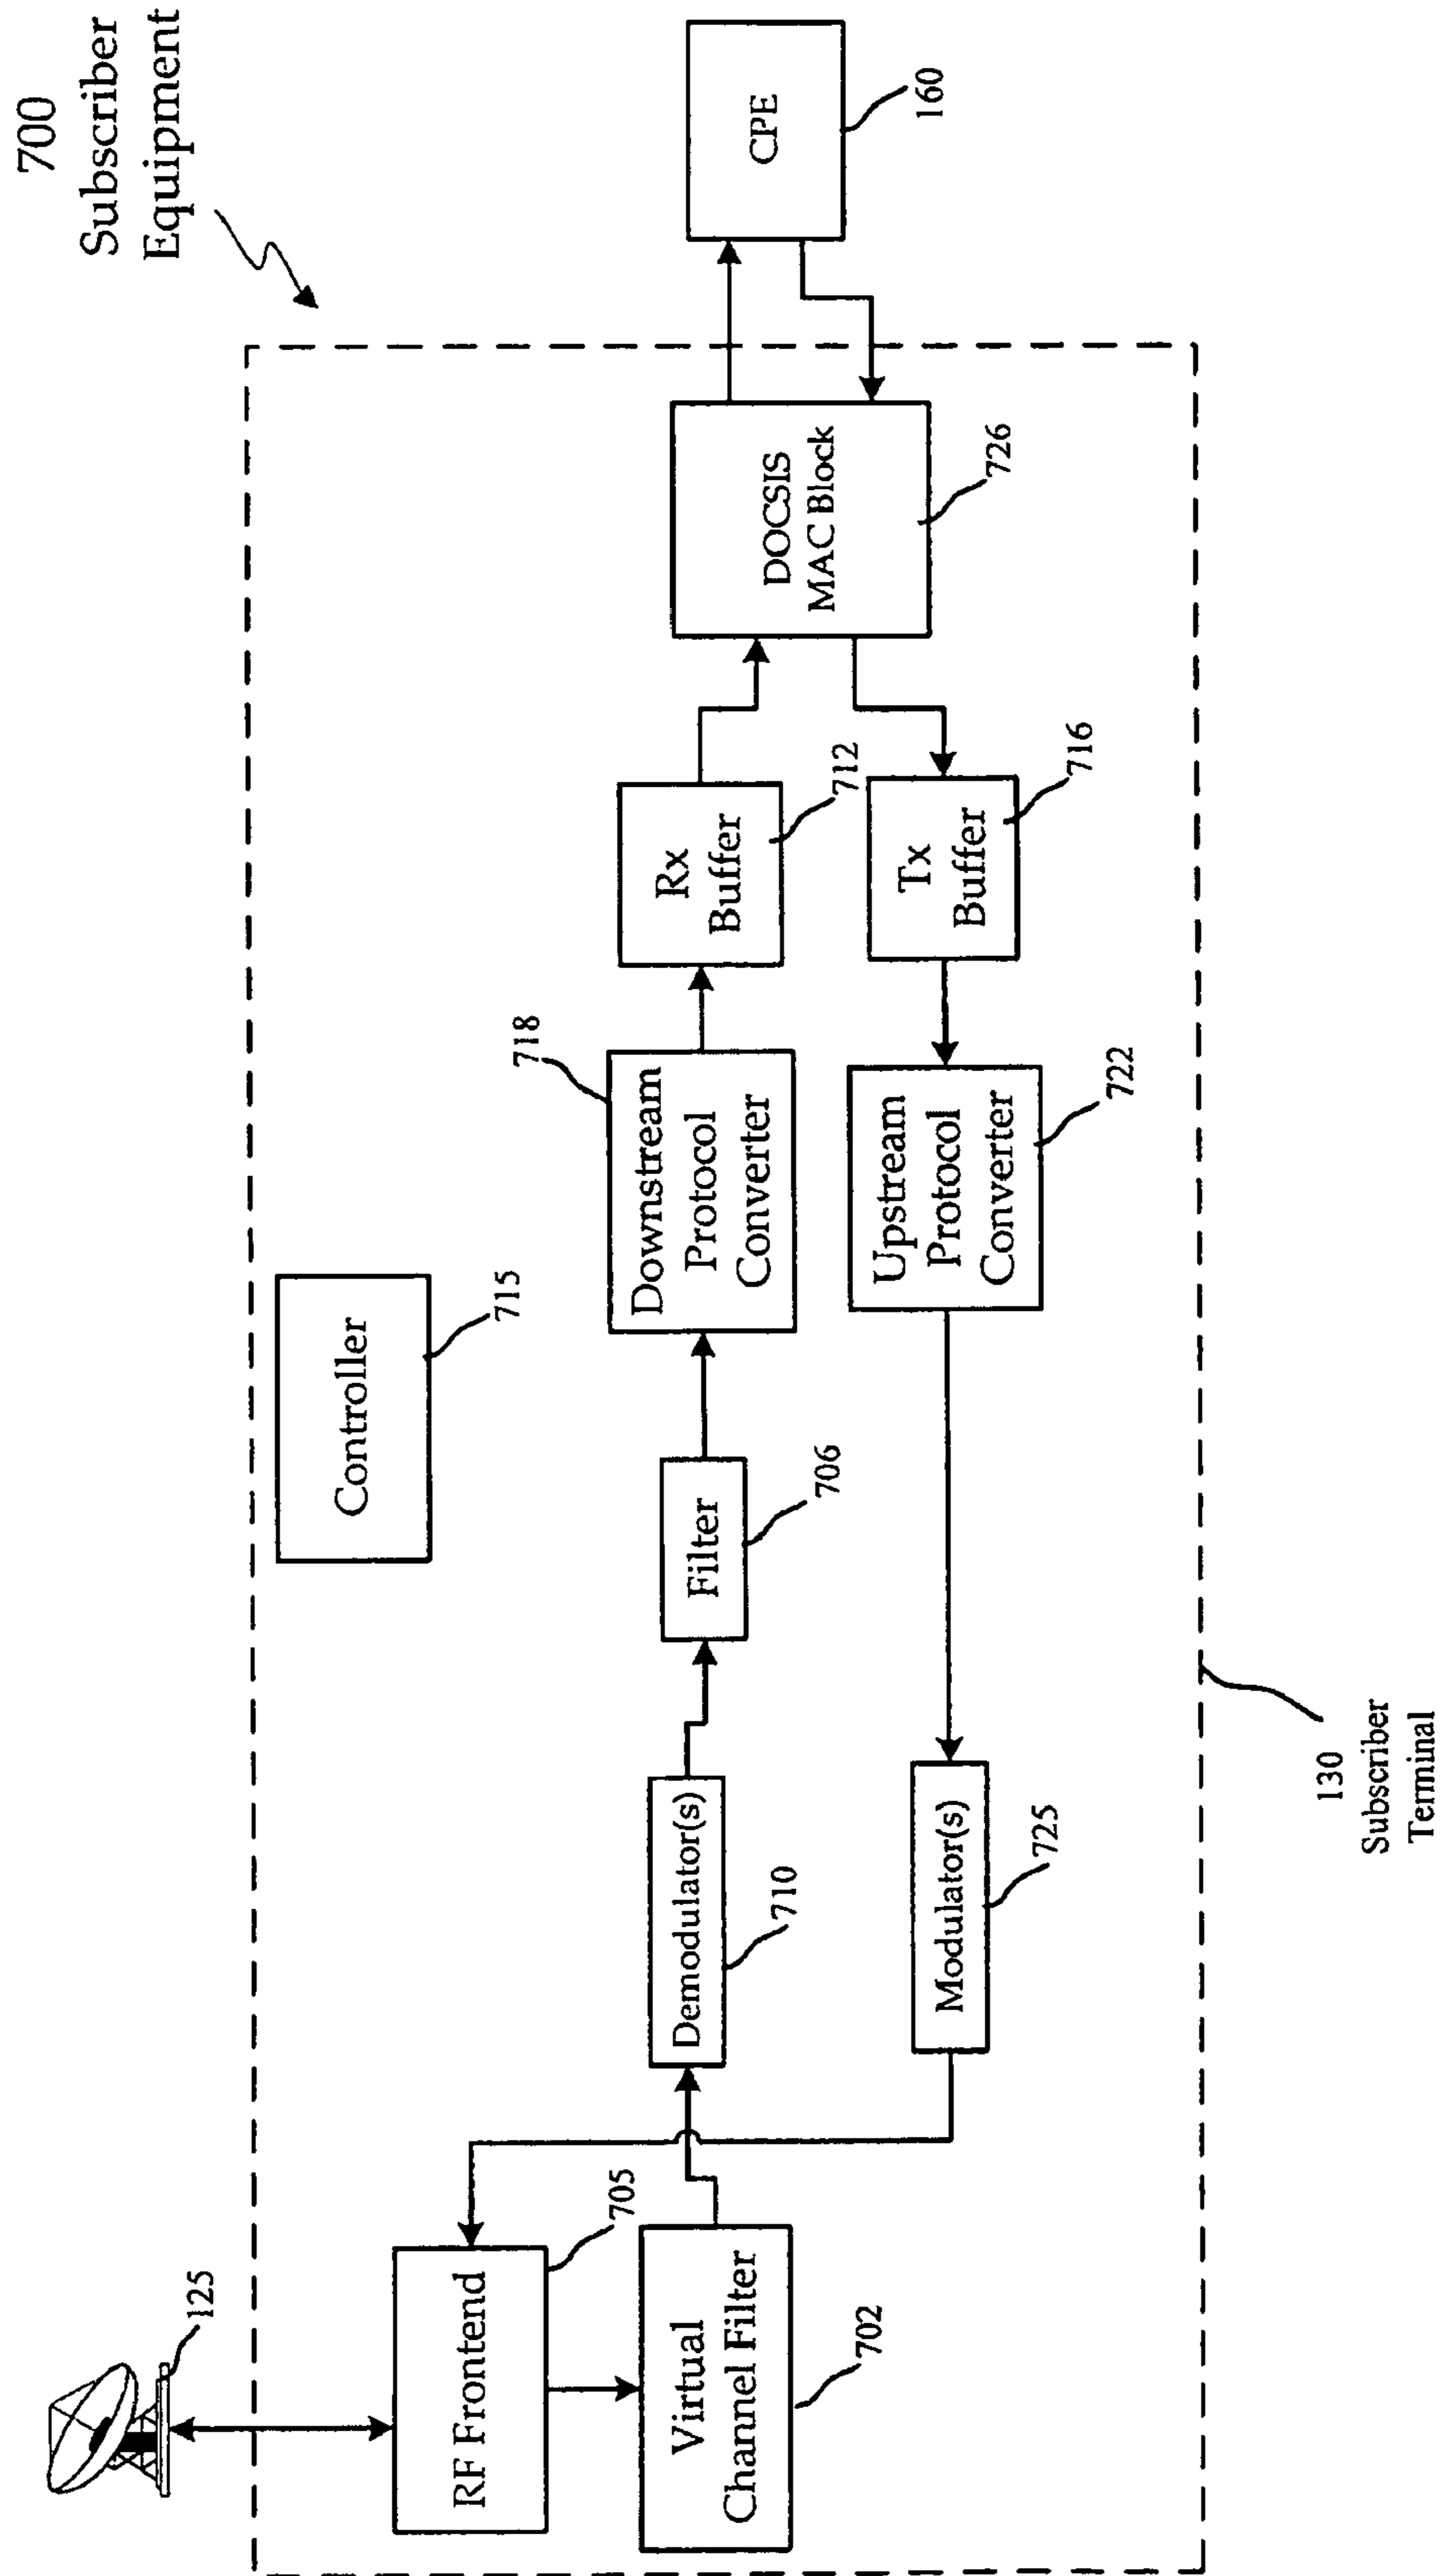 700
Subscriber
Equipment
125
RF Frontend
705
Virtual
Channel Filter
702
Demodulator(s)
710
Filter
706
Controller
715
Downstream
Protocol
Converter
718
Rx
Buffer
712
DOCSIS
MAC Block
726
CPE
160
Tx
Buffer
716
Upstream
Protocol
Converter
722
Modulator(s)
725
130
Subscriber
Terminal